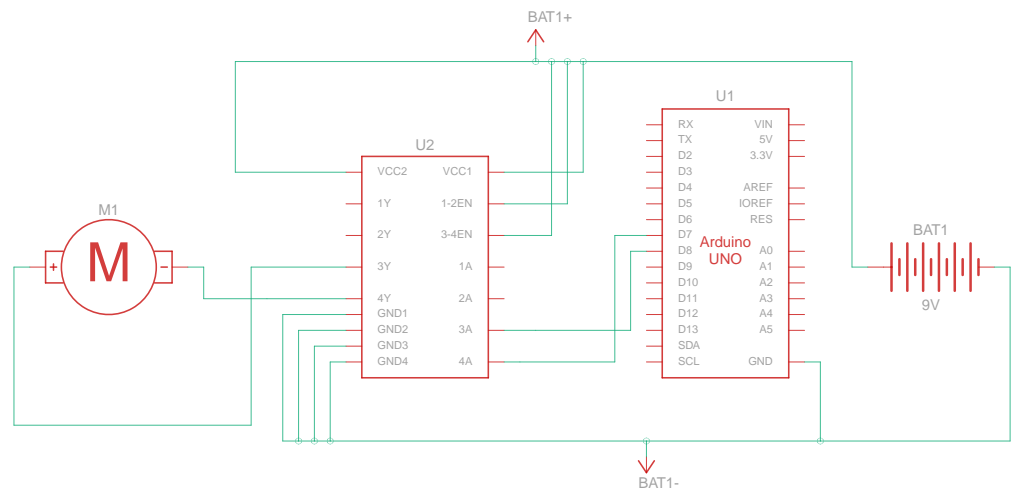 BAT1+
U1
RX
VIN
TX
5V
D2
3.3V
D3
D4
AREF
D5
IOREF
D6
RES
D7
D8
A0
D9
A1
D10
A2
D11
A3
D12
A4
D13
A5
SDA
SCL
GND
Arduino
UNO
U2
VCC2
VCC1
1Y
1-2EN
2Y
3-4EN
3Y
1A
4Y
2A
GND1
GND2
3A
GND3
GND4
4A
M1
+
M
-
BAT1
9V
BAT1-